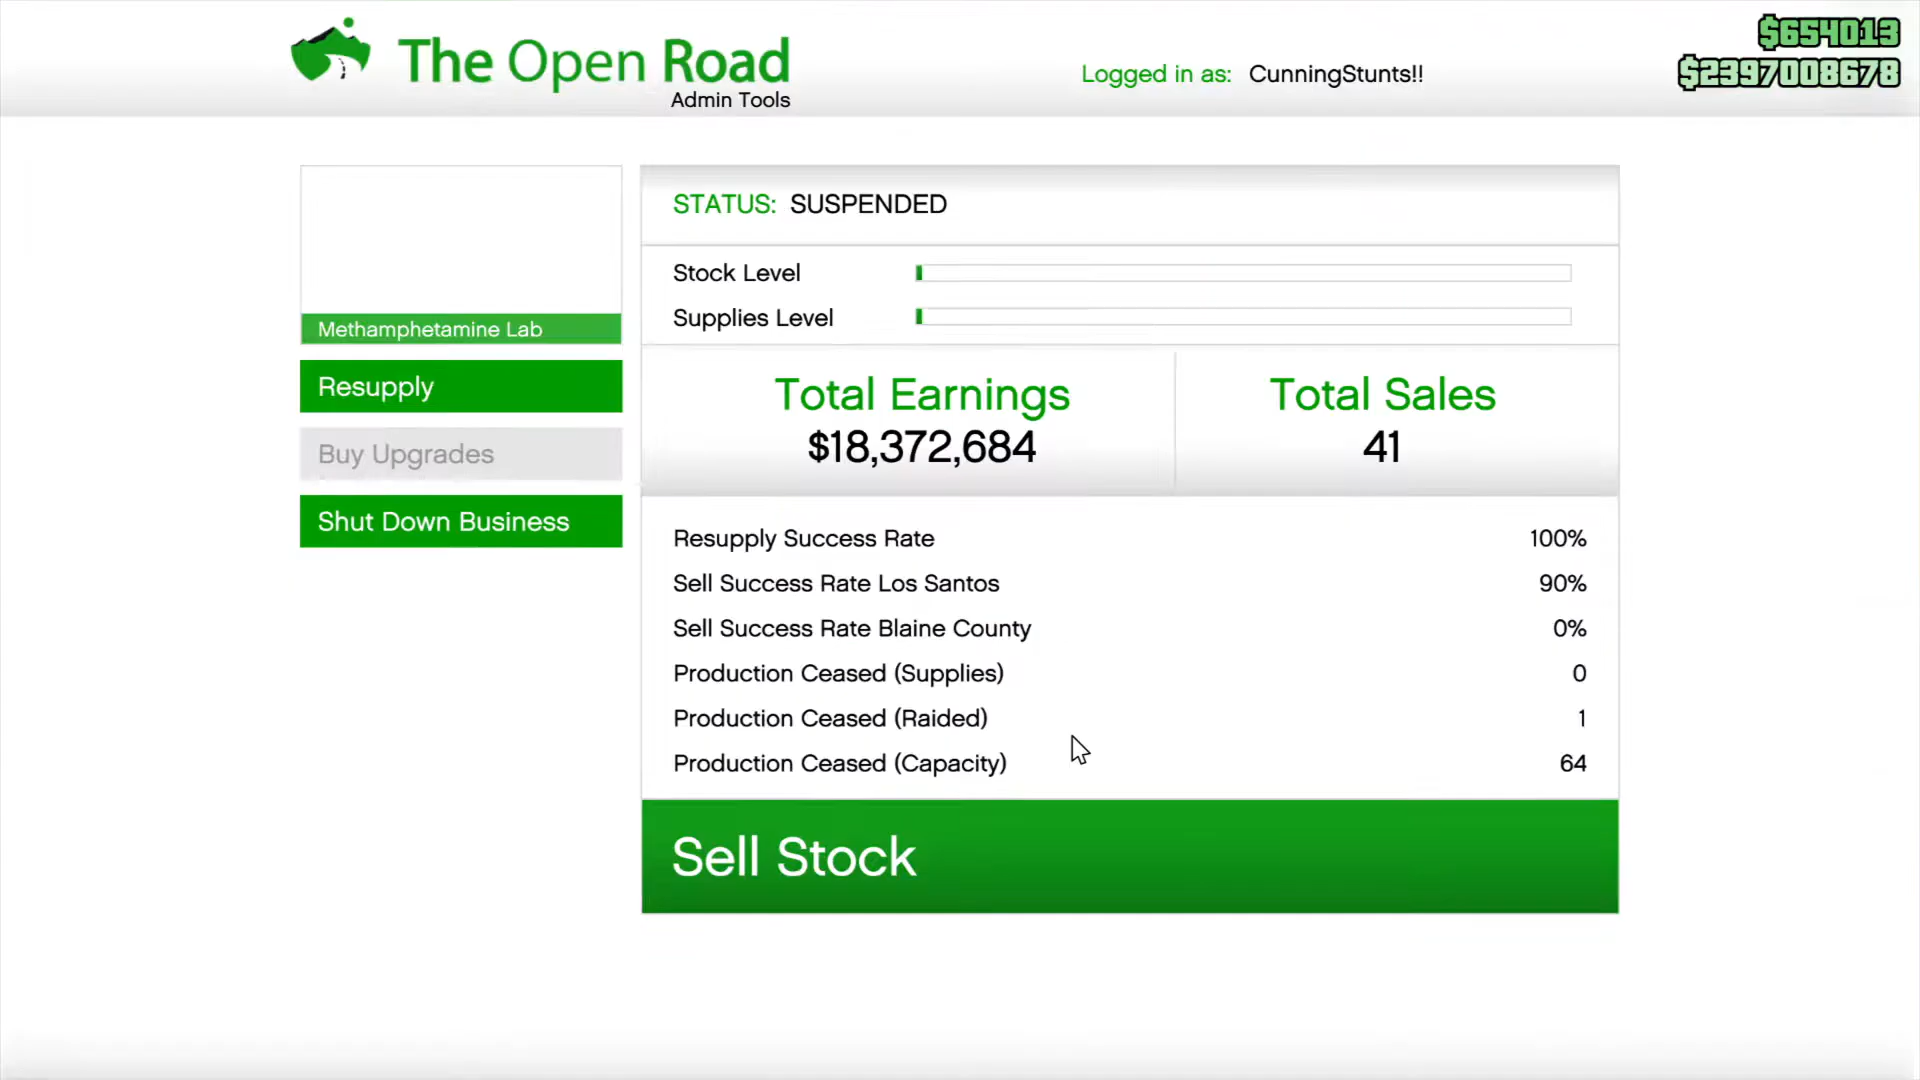 The Open Road
Admin Tools
Logged in as: CunningStunts!!
$654013
$2397008678
Methamphetamine Lab
Resupply
Buy Upgrades
Shut Down Business
STATUS: SUSPENDED
Stock Level
Supplies Level
Total Earnings
$18,372,684
Total Sales
41
Resupply Success Rate 100%
Sell Success Rate Los Santos 90%
Sell Success Rate Blaine County 0%
Production Ceased (Supplies) 0
Production Ceased (Raided) 1
Production Ceased (Capacity) 64
Sell Stock